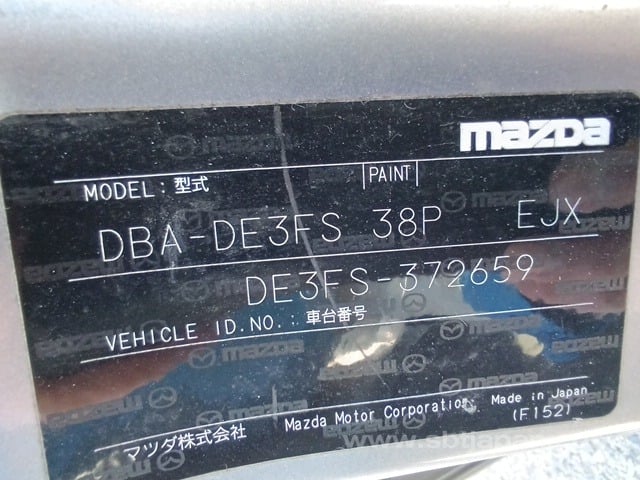 mazda
MODEL: 型式 PAINT
DBA-DE3FS 38P EJX
DE3FS-372659
VEHICLE ID.NO.: 車台番号
マツダ株式会社 Mazda Motor Corporation Made in Japan
(F152)